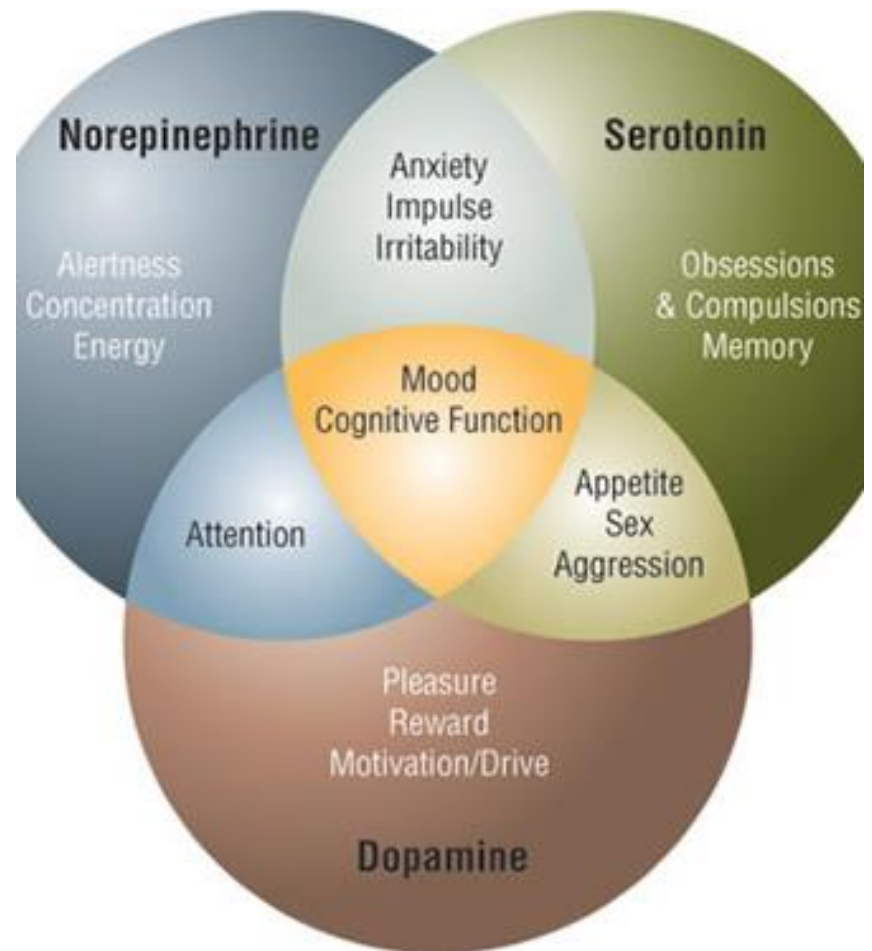 Norepinephrine
Serotonin
Anxiety
Impulse
Irritability
Alertness
Concentration
Energy
Obsessions
& Compulsions
Memory
Mood
Cognitive Function
Attention
Appetite
Sex
Aggression
Pleasure
Reward
Motivation/Drive
Dopamine